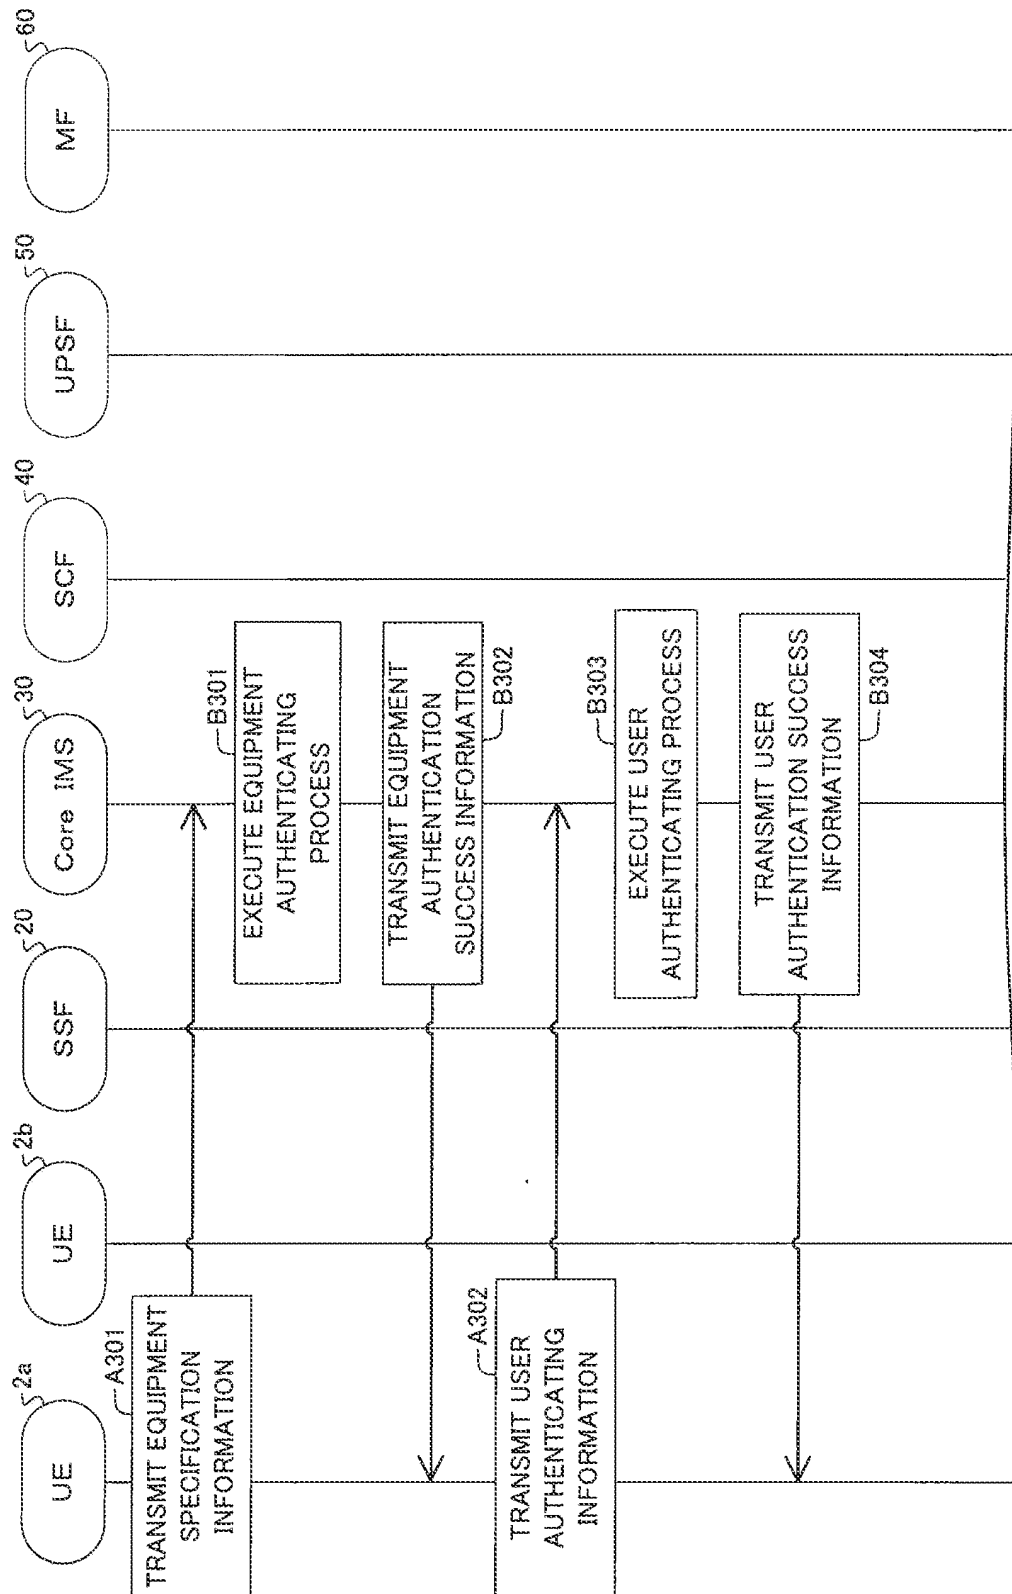 UE
2a
UE
2b
SSF
20
Core IMS
30
SCF
40
UPSF
50
MF
60
A301
TRANSMIT EQUIPMENT
SPECIFICATION
INFORMATION
B301
EXECUTE EQUIPMENT
AUTHENTICATING
PROCESS
TRANSMIT EQUIPMENT
AUTHENTICATION
SUCCESS INFORMATION
B302
A302
TRANSMIT USER
AUTHENTICATING
INFORMATION
B303
EXECUTE USER
AUTHENTICATING PROCESS
TRANSMIT USER
AUTHENTICATION SUCCESS
INFORMATION
B304